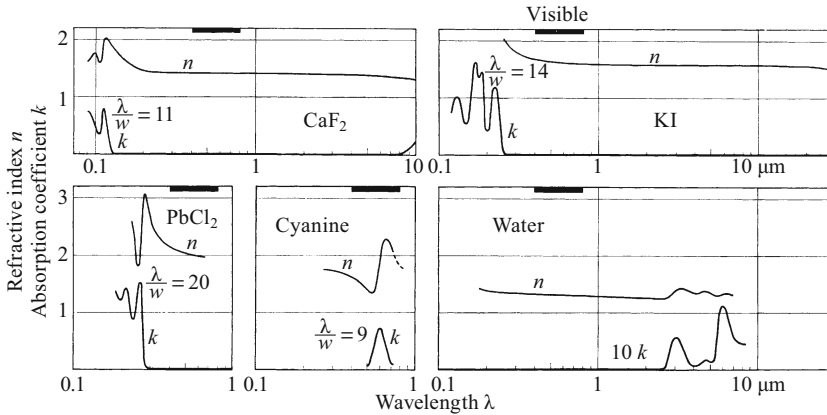 Visible
2
1
n
λ/w = 11
k
CaF₂
0.1
1
10
n
λ/w = 14
k
KI
1
10 μm
3
2
1
PbCl₂
n
λ/w = 20
k
0.1
1
Cyanine
n
λ/w = 9
k
0.1
1
Water
n
10 k
0.1
1
10 μm
Refractive index n
Absorption coefficient k
Wavelength λ